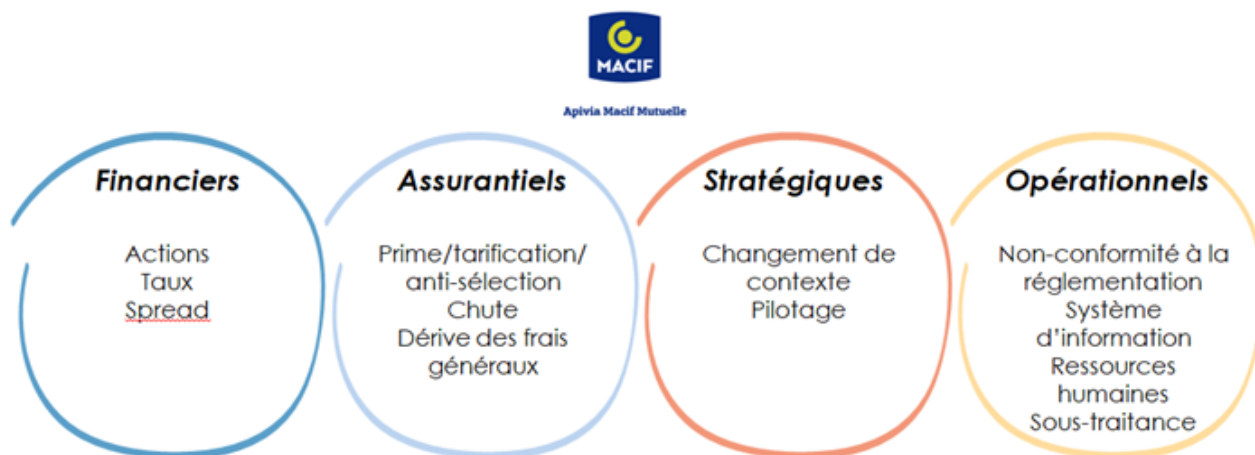 MACIF
Apivia Macif Mutuelle
Financiers
Actions
Taux
Spread
Assurantiels
Prime/tarification/
anti-sélection
Chute
Dérive des frais
généraux
Stratégiques
Changement de
contexte
Pilotage
Opérationnels
Non-conformité à la
réglementation
Système
d'information
Ressources
humaines
Sous-traitance